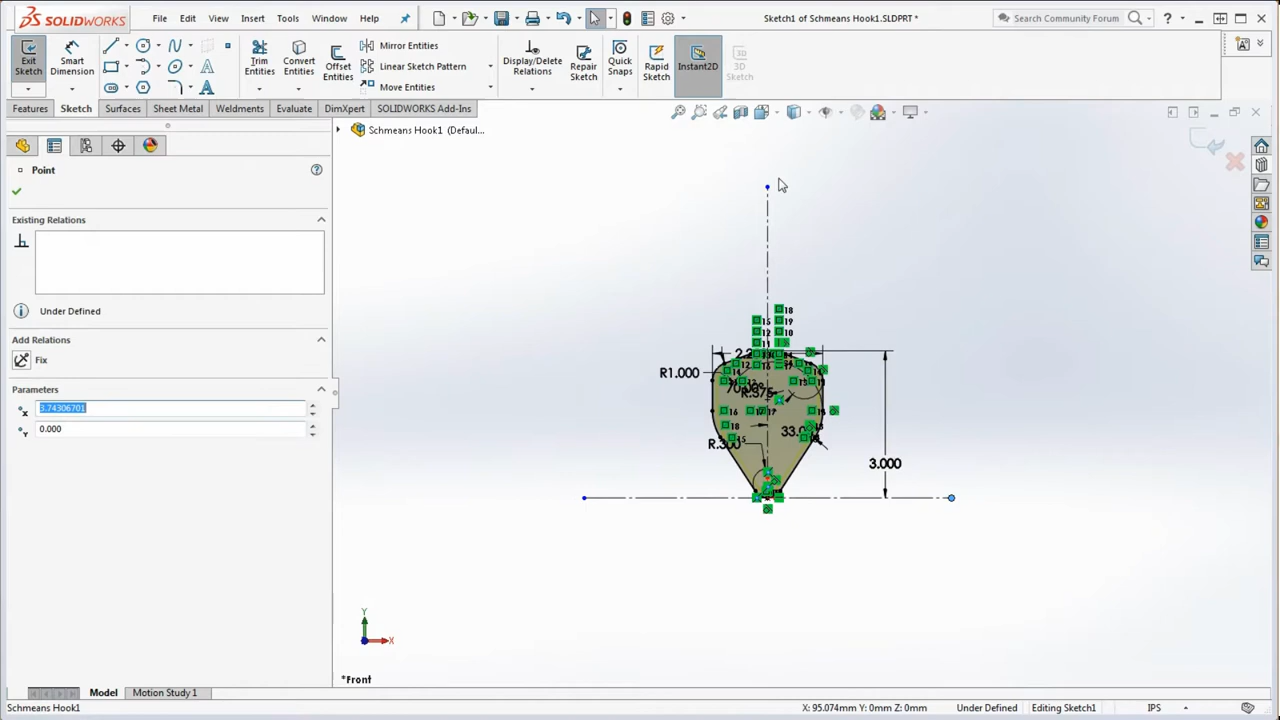 SOLIDWORKS
File Edit View Insert Tools Window Help
Sketch1 of Schmeans Hook1.SLDPRT *
Search Community Forum
Exit Sketch
Smart Dimension
Trim Entities
Convert Entities
Offset Entities
Mirror Entities
Linear Sketch Pattern
Move Entities
Display/Delete Relations
Repair Sketch
Quick Snaps
Rapid Sketch
Instant2D
3D Sketch
Features Sketch Surfaces Sheet Metal Weldments Evaluate DimXpert SOLIDWORKS Add-Ins
Schmeans Hook1 (Defaul...
Point
Existing Relations
Under Defined
Add Relations
Fix
Parameters
3.74306701
0.000
R1.000
R.375
R.300
3.000
Y
X
*Front
Model Motion Study 1
Schmeans Hook1
X: 95.074mm Y: 0mm Z: 0mm
Under Defined
Editing Sketch1
IPS